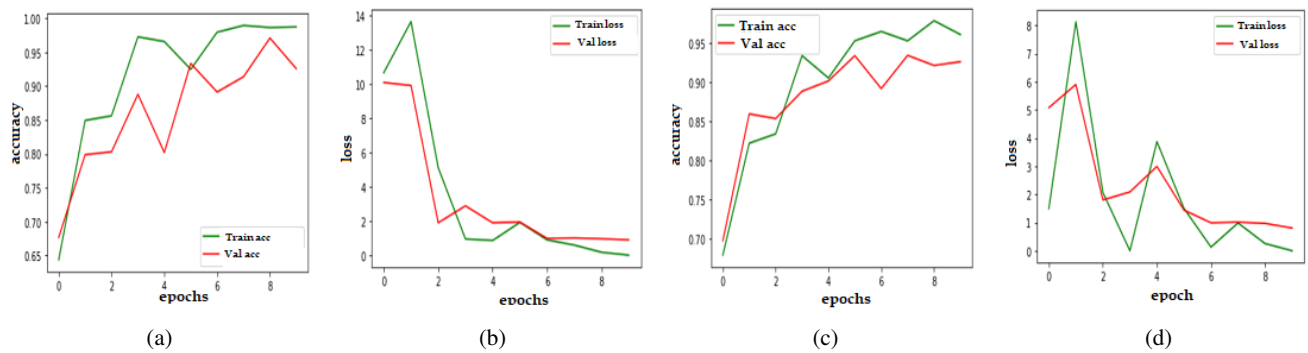 1.00
0.95
0.90
0.85
0.80
0.75
0.70
0.65
accuracy
Train acc
Val acc
0 2 4 6 8
epochs
(a)
14
12
10
8
6
4
2
0
loss
Train loss
Val loss
0 2 4 6 8
epochs
(b)
0.95
0.90
0.85
0.80
0.75
0.70
accuracy
Train acc
Val acc
0 2 4 6 8
epochs
(c)
8
7
6
5
4
3
2
1
0
loss
Train loss
Val loss
0 2 4 6 8
epoch
(d)